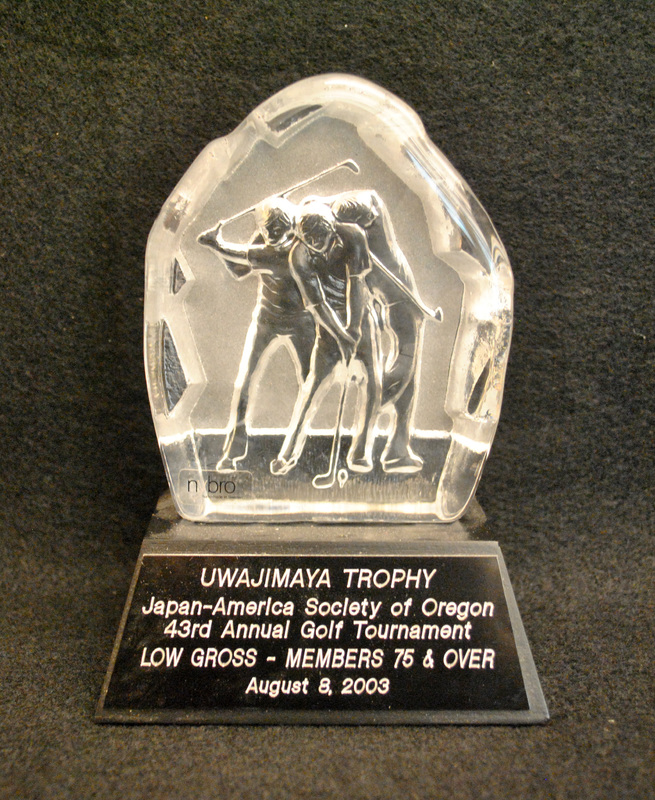 nybro
UWAJIMAYA TROPHY
Japan-America Society of Oregon
43rd Annual Golf Tournament
LOW GROSS - MEMBERS 75 & OVER
August 8, 2003